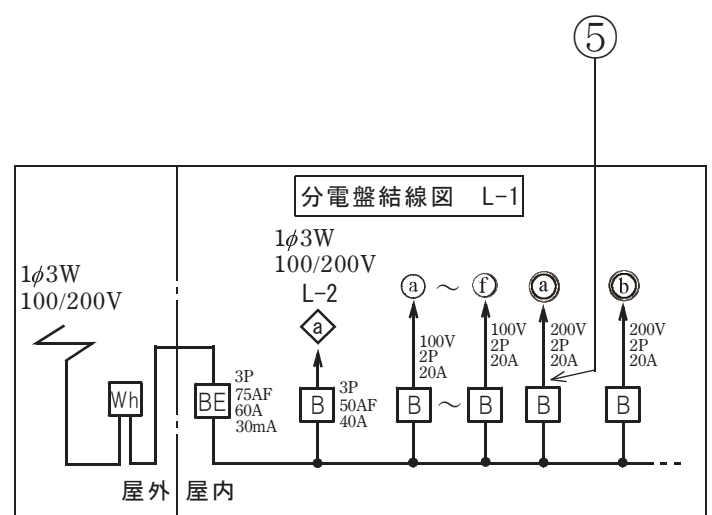 ⑤
分電盤結線図 L-1
1φ3W
100/200V
1φ3W
100/200V
L-2
a
ⓐ ～ ⓕ ⓐ ⓑ
100V
2P
20A
100V
2P
20A
200V
2P
20A
200V
2P
20A
Wh
BE
3P
75AF
60A
30mA
B
3P
50AF
40A
B ～ B
B
B
屋外 屋内